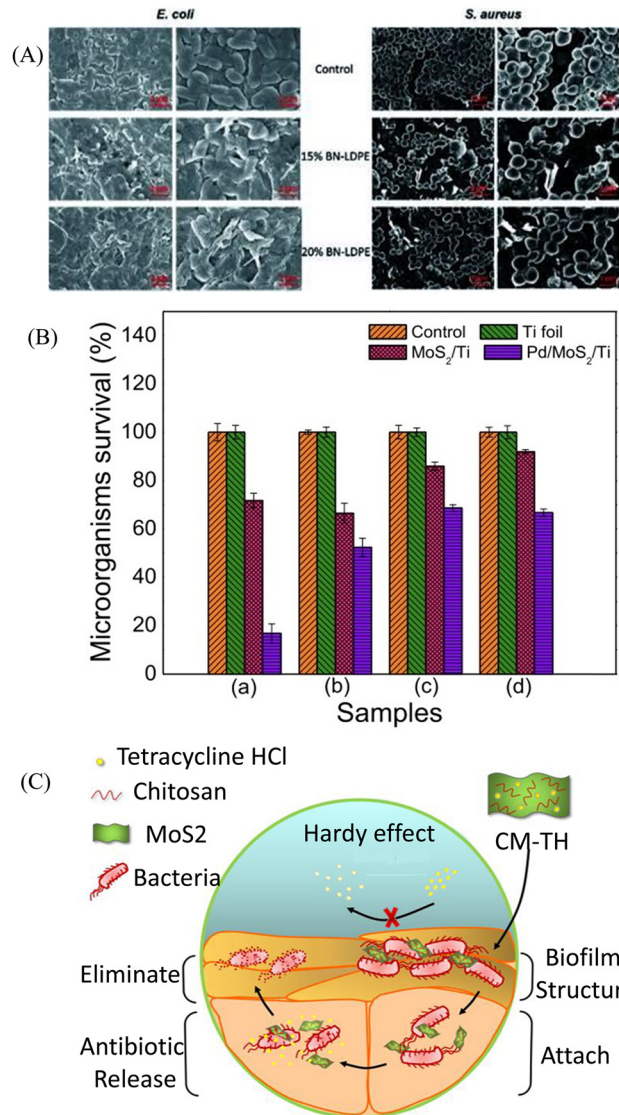 E. coli
S. aureus
(A)
Control
15% BN-LDPE
20% BN-LDPE
(B)
Microorganisms survival (%)
140
120
100
80
60
40
20
0
Control
Ti foil
MoS2/Ti
Pd/MoS2/Ti
(a)
(b)
(c)
(d)
Samples
(C)
Tetracycline HCl
Chitosan
MoS2
Bacteria
Hardy effect
CM-TH
Eliminate
Biofilm
Structur
Antibiotic
Release
Attach